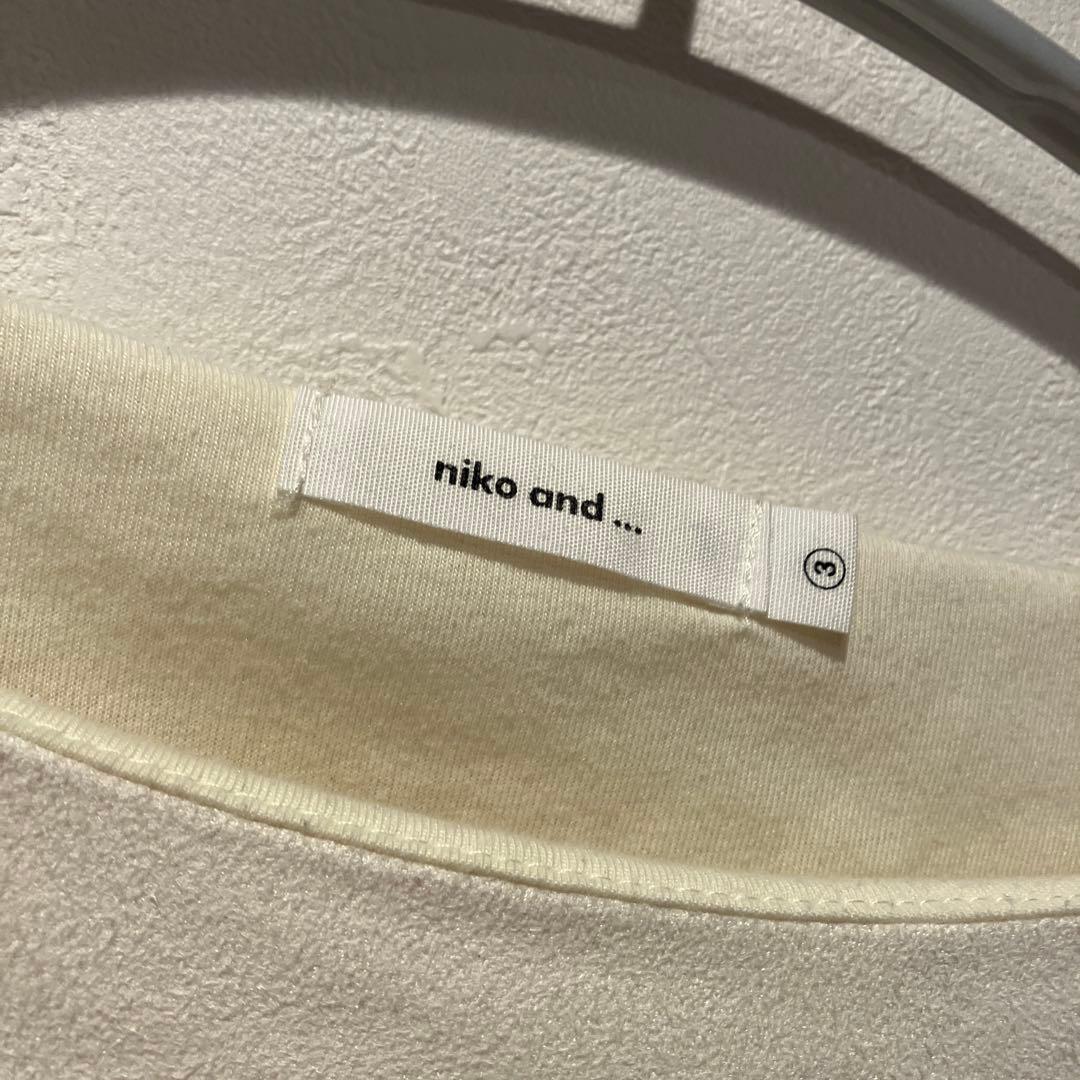 niko and ...
③